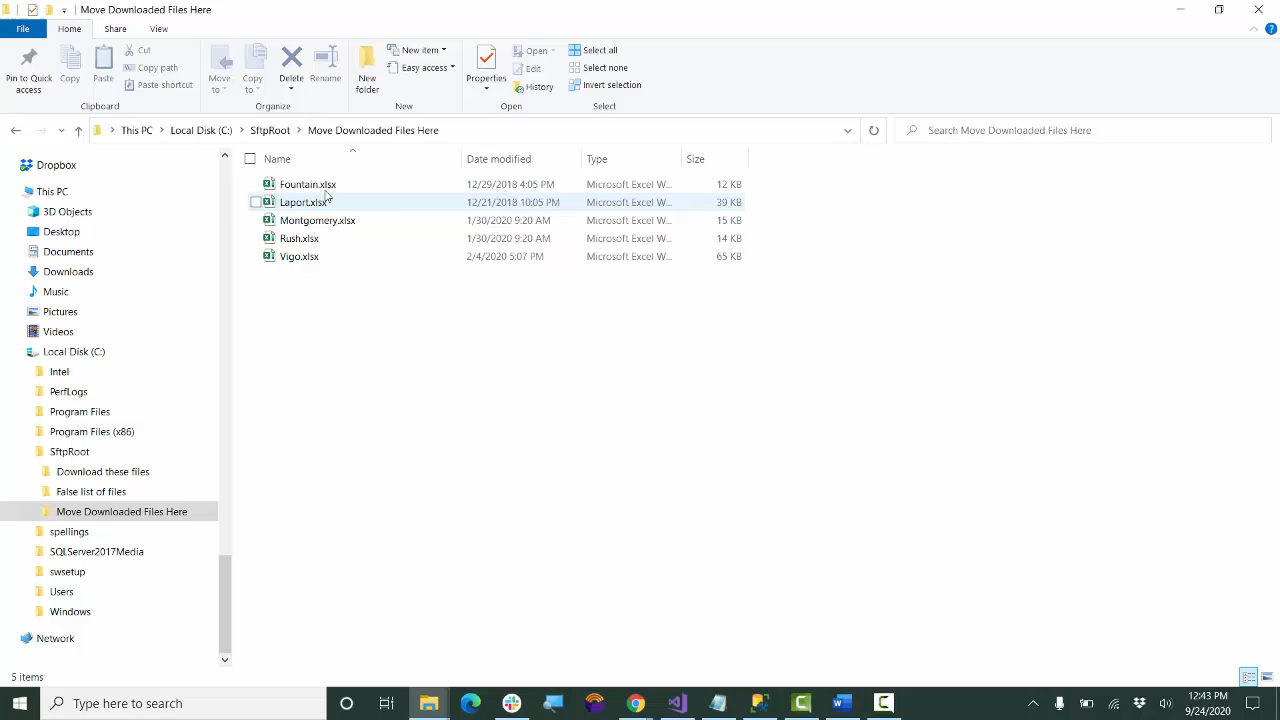 Move Downloaded Files Here
File
Home
Share
View
Pin to Quick access
Copy
Paste
Cut
Copy path
Paste shortcut
Clipboard
Move to
Copy to
Delete
Rename
Organize
New folder
New item
Easy access
New
Properties
Open
Edit
History
Open
Select all
Select none
Invert selection
Select
This PC
Local Disk (C:)
SftpRoot
Move Downloaded Files Here
Search Move Downloaded Files Here
Dropbox
This PC
3D Objects
Desktop
Documents
Downloads
Music
Pictures
Videos
Local Disk (C:)
Intel
PerfLogs
Program Files
Program Files (x86)
SftpRoot
Download these files
False list of files
Move Downloaded Files Here
spellings
SQLServer2017Media
swsetup
Users
Windows
Network
Name Date modified Type Size
Fountain.xlsx 12/29/2018 4:05 PM Microsoft Excel W... 12 KB
Laport.xlsx 12/21/2018 10:05 PM Microsoft Excel W... 39 KB
Montgomery.xlsx 1/30/2020 9:20 AM Microsoft Excel W... 15 KB
Rush.xlsx 1/30/2020 9:20 AM Microsoft Excel W... 14 KB
Vigo.xlsx 2/4/2020 5:07 PM Microsoft Excel W... 65 KB
5 items
Type here to search
12:43 PM
9/24/2020